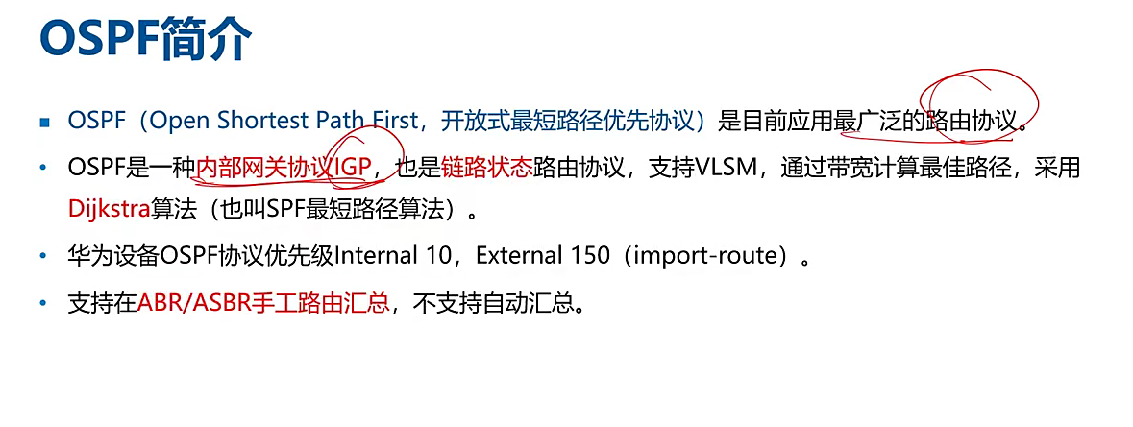 OSPF简介
OSPF（Open Shortest Path First，开放式最短路径优先协议）是目前应用最广泛的路由协议。
OSPF是一种内部网关协议IGP，也是链路状态路由协议，支持VLSM，通过带宽计算最佳路径，采用
Dijkstra算法（也叫SPF最短路径算法）。
华为设备OSPF协议优先级Internal 10，External 150（import-route）。
支持在ABR/ASBR手工路由汇总，不支持自动汇总。